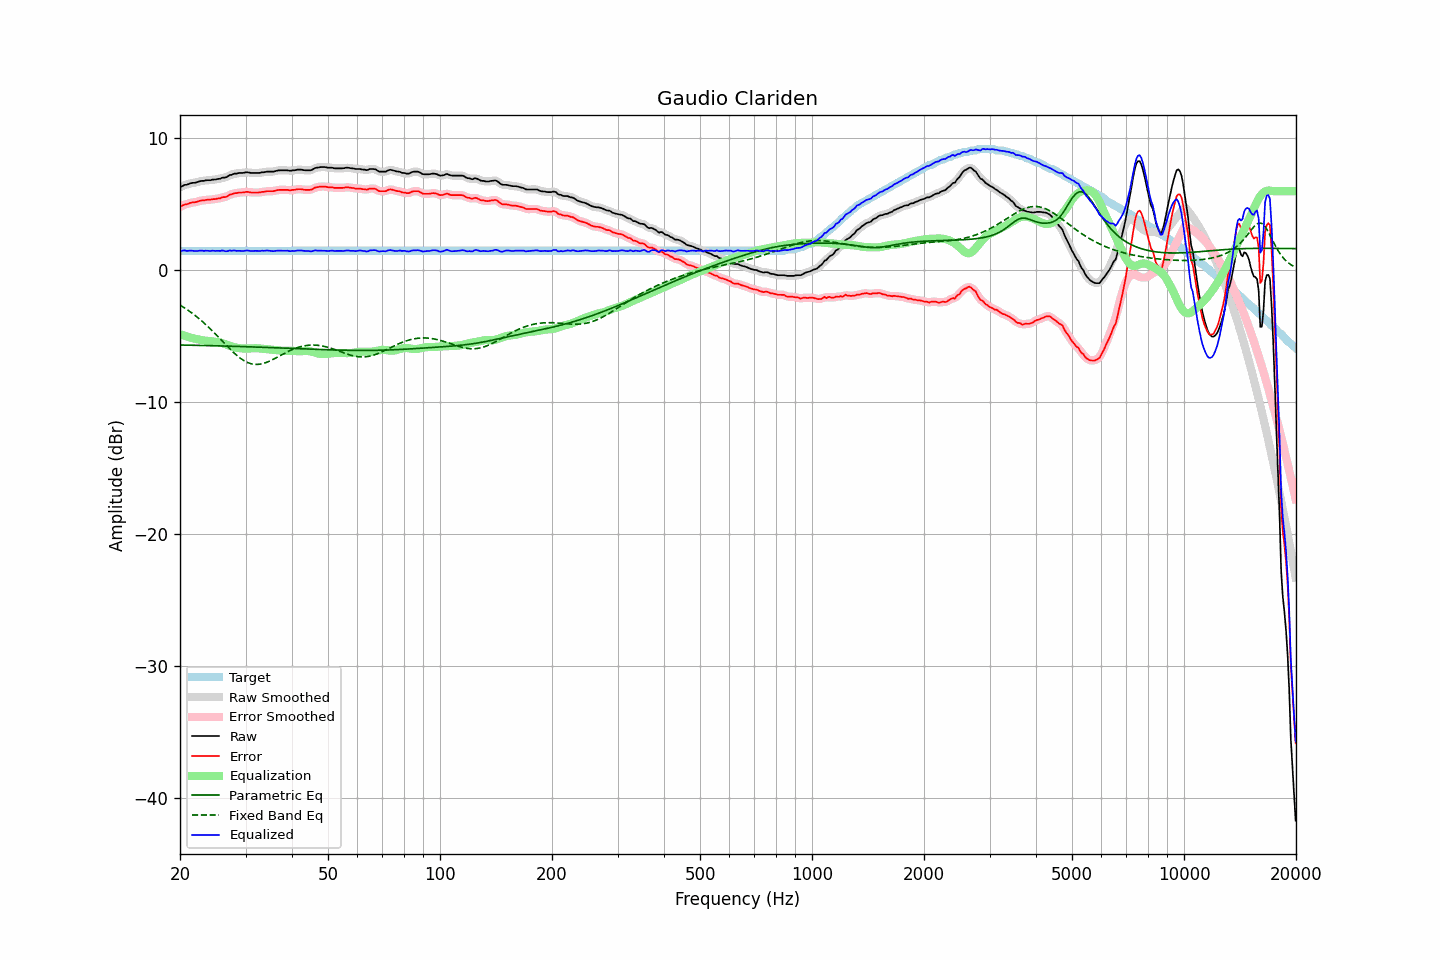 Gaudio Clariden
10
0
−10
−20
−30
−40
Amplitude (dBr)
Target
Raw Smoothed
Error Smoothed
Raw
Error
Equalization
Parametric Eq
Fixed Band Eq
Equalized
20 50 100 200 500 1000 2000 5000 10000 20000
Frequency (Hz)